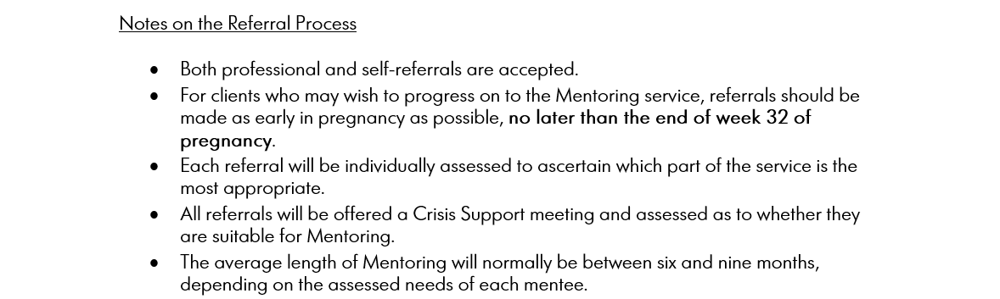 Notes on the Referral Process
● Both professional and self-referrals are accepted.
● For clients who may wish to progress on to the Mentoring service, referrals should be
made as early in pregnancy as possible, no later than the end of week 32 of
pregnancy.
● Each referral will be individually assessed to ascertain which part of the service is the
most appropriate.
● All referrals will be offered a Crisis Support meeting and assessed as to whether they
are suitable for Mentoring.
● The average length of Mentoring will normally be between six and nine months,
depending on the assessed needs of each mentee.